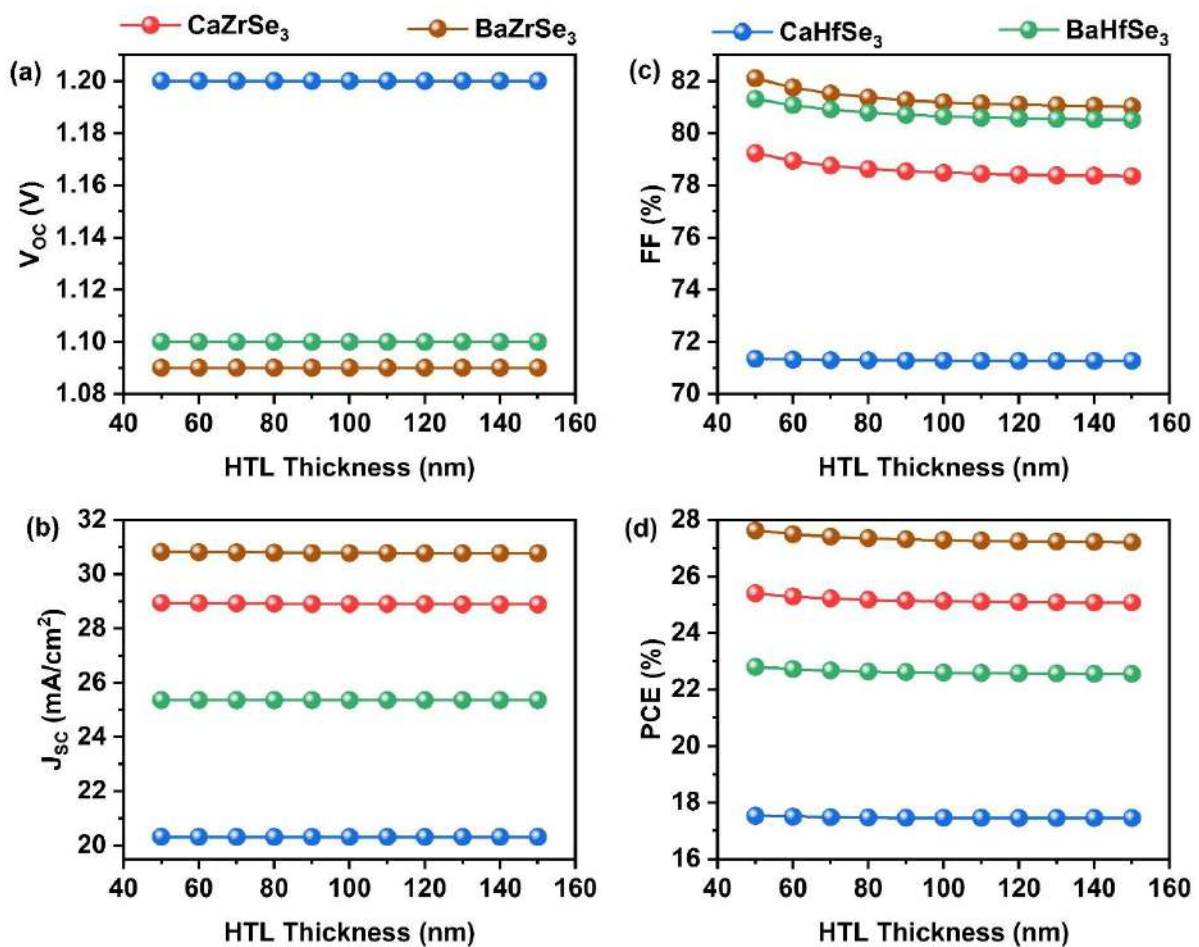 CaZrSe₃ BaZrSe₃ CaHfSe₃ BaHfSe₃
(a)
1.20
1.18
1.16
1.14
1.12
1.10
1.08
V_OC (V)
40 60 80 100 120 140 160
HTL Thickness (nm)
(c)
82
80
78
76
74
72
70
FF (%)
40 60 80 100 120 140 160
HTL Thickness (nm)
(b)
32
30
28
26
24
22
20
J_SC (mA/cm²)
40 60 80 100 120 140 160
HTL Thickness (nm)
(d)
28
26
24
22
20
18
16
PCE (%)
40 60 80 100 120 140 160
HTL Thickness (nm)